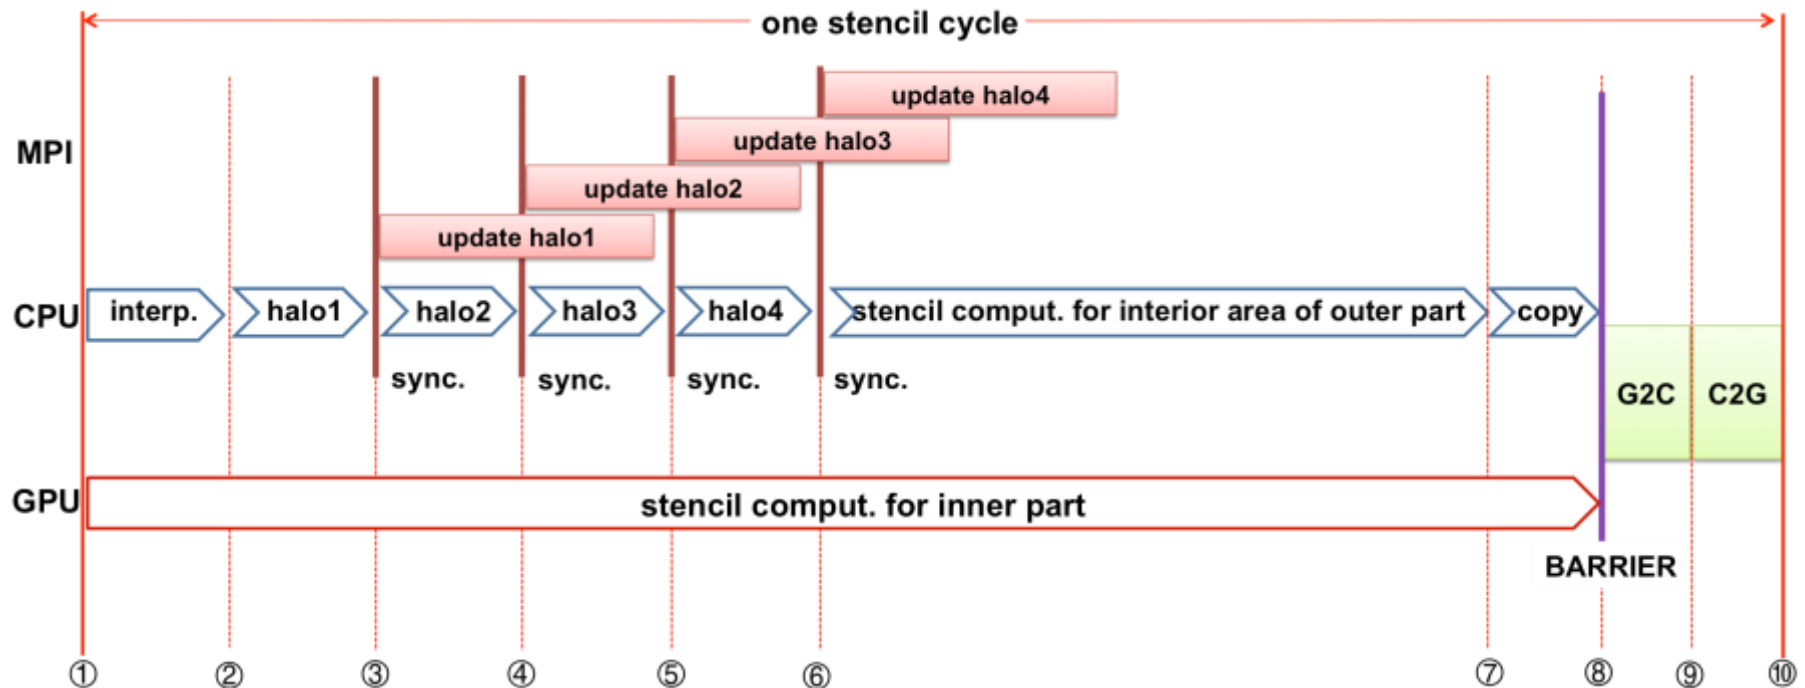 one stencil cycle
update halo4
update halo3
MPI
update halo2
update halo1
CPU
interp.
halo1
halo2
halo3
halo4
stencil comput. for interior area of outer part
copy
sync.
sync.
sync.
sync.
G2C
C2G
GPU
stencil comput. for inner part
BARRIER
① ② ③ ④ ⑤ ⑥ ⑦ ⑧ ⑨ ⑩